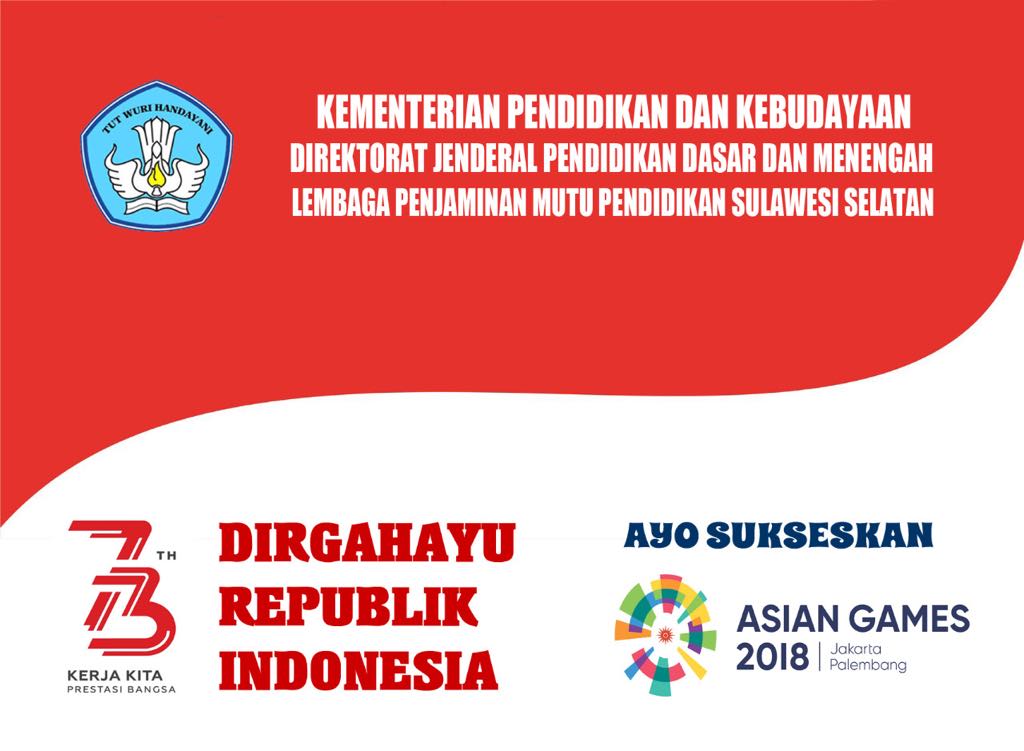 TUT WURI HANDAYANI
KEMENTERIAN PENDIDIKAN DAN KEBUDAYAAN
DIREKTORAT JENDERAL PENDIDIKAN DASAR DAN MENENGAH
LEMBAGA PENJAMINAN MUTU PENDIDIKAN SULAWESI SELATAN
73 TH
KERJA KITA
PRESTASI BANGSA
DIRGAHAYU
REPUBLIK
INDONESIA
AYO SUKSESKAN
ASIAN GAMES
2018 | Jakarta
Palembang